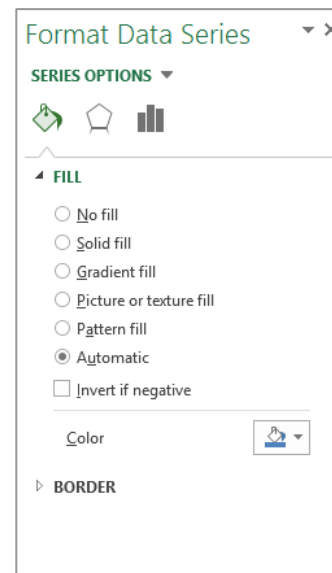 Format Data Series
SERIES OPTIONS
FILL
No fill
Solid fill
Gradient fill
Picture or texture fill
Pattern fill
Automatic
Invert if negative
Color
BORDER